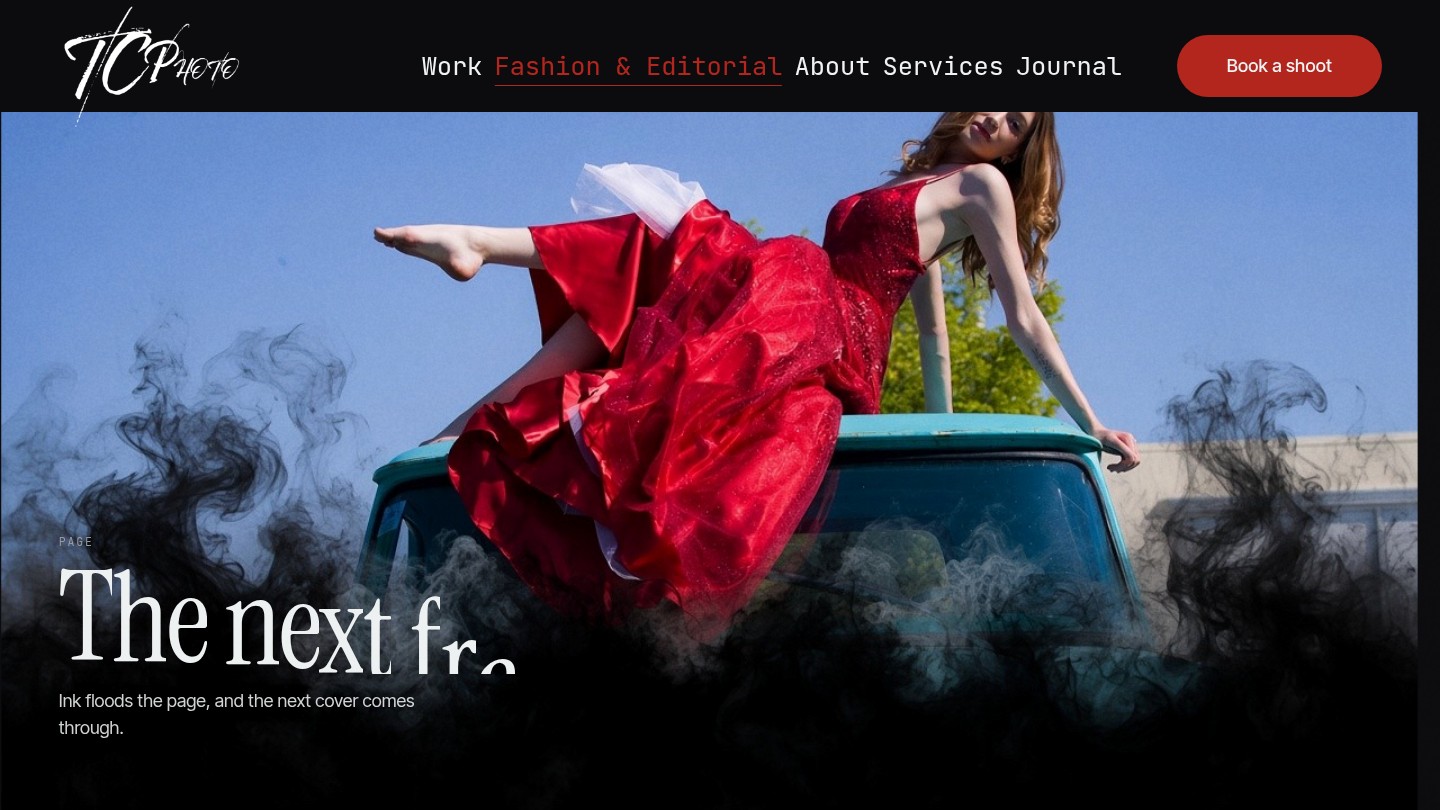 TCPHOTO
Work Fashion & Editorial About Services Journal
Book a shoot
PAGE
The next
Ink floods the page, and the next cover comes
through.